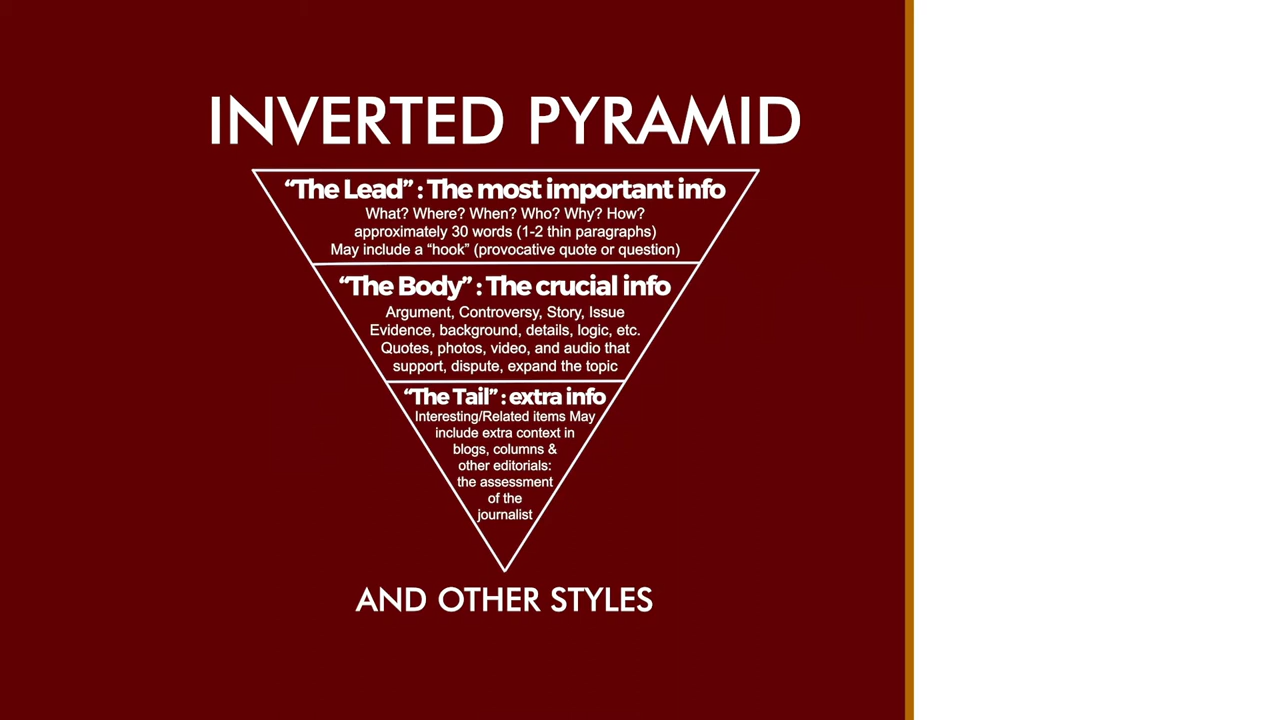 INVERTED PYRAMID
“The Lead” : The most important info
What? Where? When? Who? Why? How?
approximately 30 words (1-2 thin paragraphs)
May include a “hook” (provocative quote or question)
“The Body” : The crucial info
Argument, Controversy, Story, Issue
Evidence, background, details, logic, etc.
Quotes, photos, video, and audio that
support, dispute, expand the topic
“The Tail” : extra info
Interesting/Related items May
include extra context in
blogs, columns &
other editorials:
the assessment
of the
journalist
AND OTHER STYLES